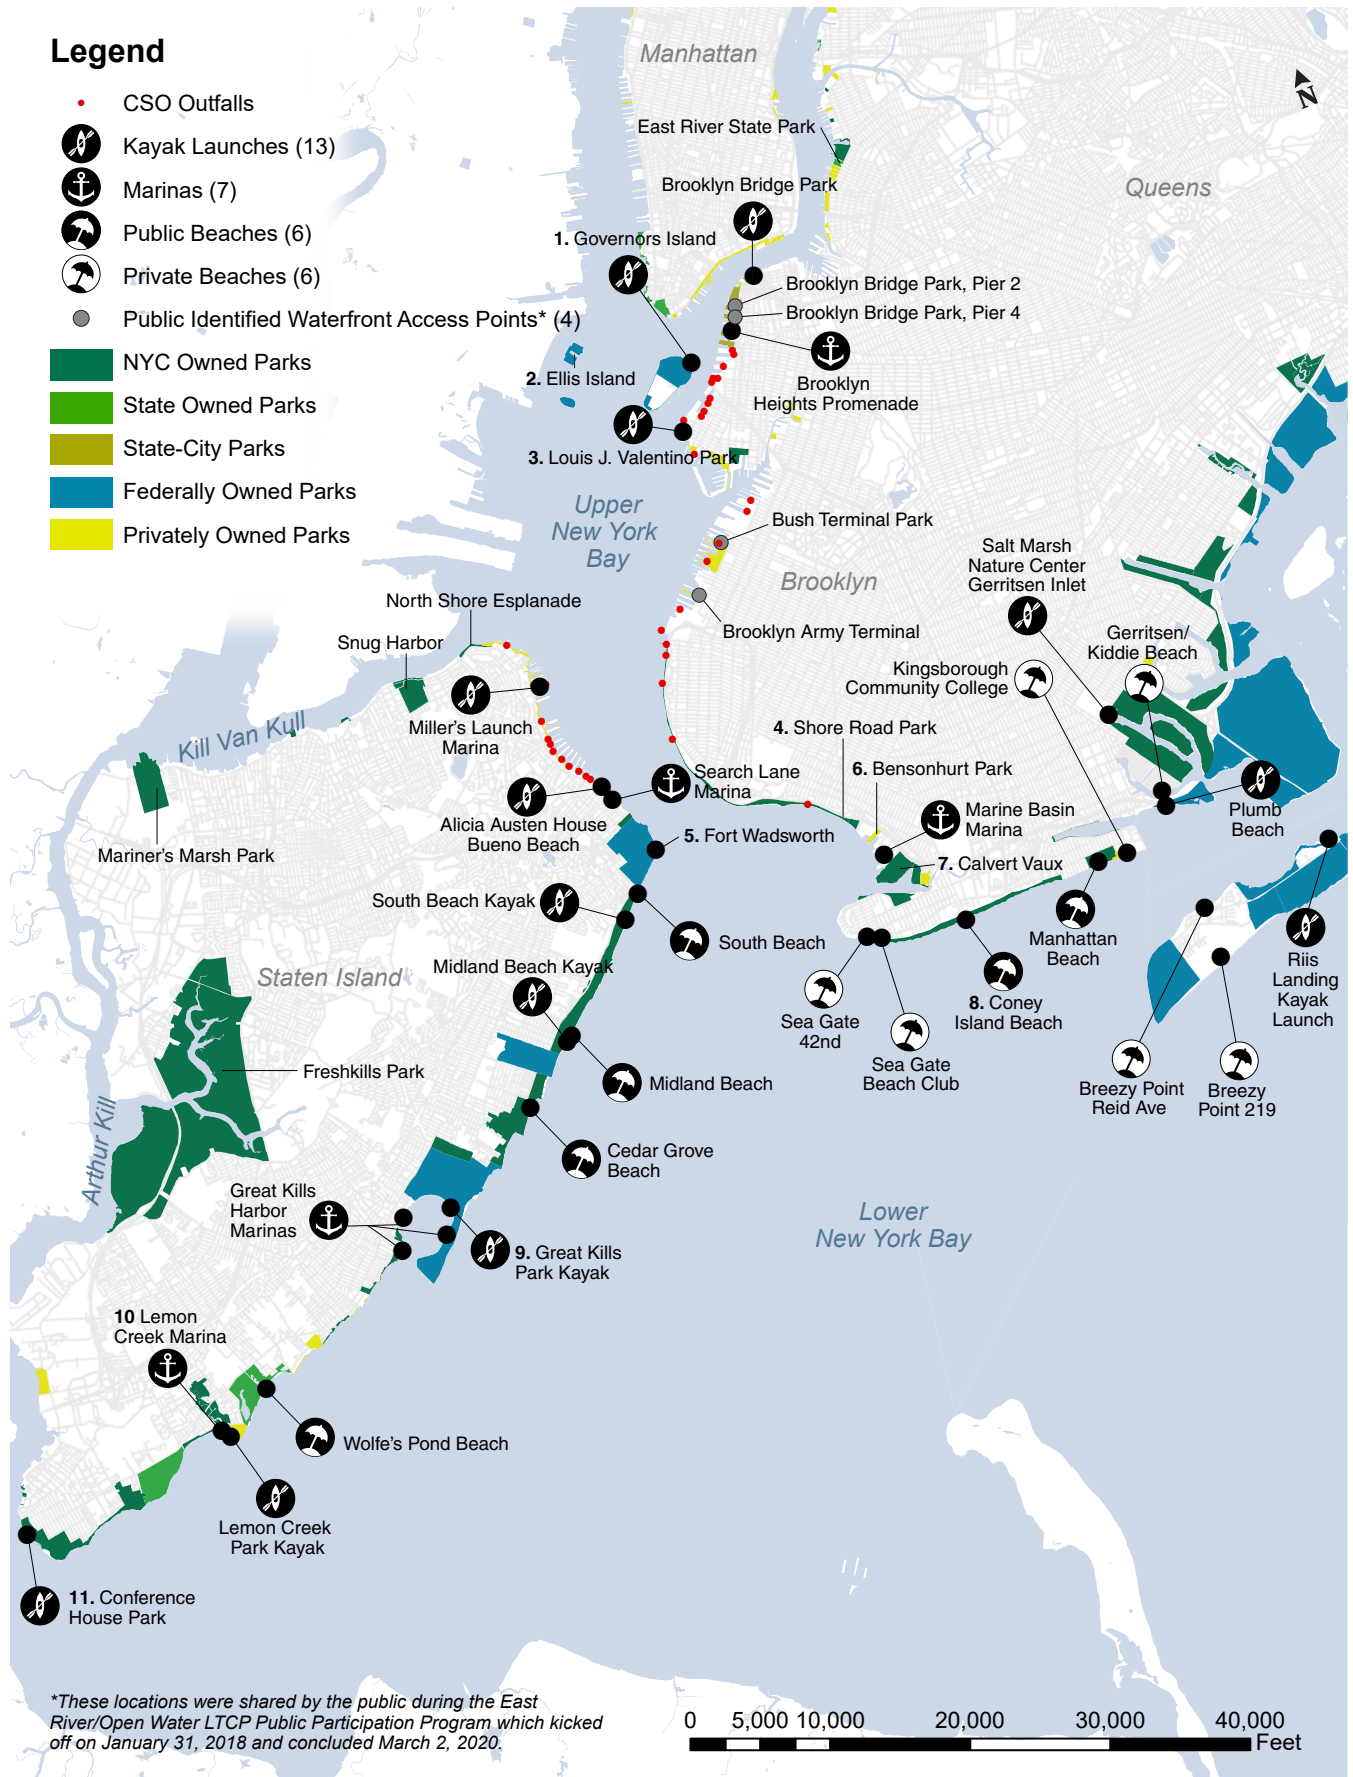 Legend
CSO Outfalls
Kayak Launches (13)
Marinas (7)
Public Beaches (6)
Private Beaches (6)
Public Identified Waterfront Access Points* (4)
NYC Owned Parks
State Owned Parks
State-City Parks
Federally Owned Parks
Privately Owned Parks
Manhattan
N
East River State Park
Queens
Brooklyn Bridge Park
1. Governors Island
Brooklyn Bridge Park, Pier 2
Brooklyn Bridge Park, Pier 4
2. Ellis Island
Brooklyn
Heights Promenade
3. Louis J. Valentino Park
Upper
New York
Bay
Bush Terminal Park
Brooklyn
Salt Marsh
Nature Center
Gerritsen Inlet
North Shore Esplanade
Brooklyn Army Terminal
Gerritsen/
Kiddie Beach
Snug Harbor
Kingsborough
Community College
Kill Van Kull
Miller's Launch
Marina
4. Shore Road Park
6. Bensonhurt Park
Search Lane
Marina
Marine Basin
Marina
Plumb
Beach
Alicia Austen House
Bueno Beach
5. Fort Wadsworth
Mariner's Marsh Park
7. Calvert Vaux
South Beach Kayak
South Beach
Manhattan
Beach
Riis
Landing
Kayak
Launch
Staten Island
Midland Beach Kayak
8. Coney
Island Beach
Sea Gate
42nd
Sea Gate
Beach Club
Freshkills Park
Midland Beach
Breezy Point
Reid Ave
Breezy
Point 219
Arthur Kill
Cedar Grove
Beach
Great Kills
Harbor
Marinas
Lower
New York Bay
9. Great Kills
Park Kayak
10 Lemon
Creek Marina
Wolfe's Pond Beach
Lemon Creek
Park Kayak
11. Conference
House Park
*These locations were shared by the public during the East
River/Open Water LTCP Public Participation Program which kicked
off on January 31, 2018 and concluded March 2, 2020.
0 5,000 10,000 20,000 30,000 40,000
Feet